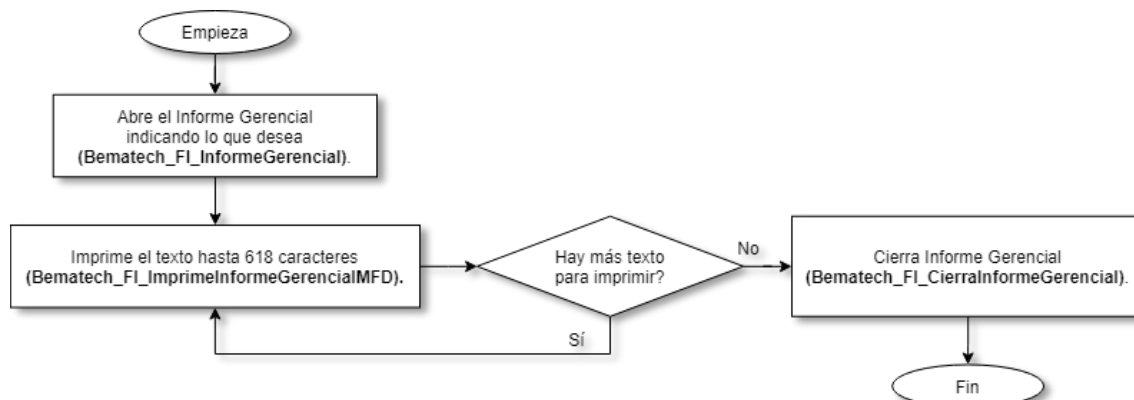 Empieza
Abre el Informe Gerencial
indicando lo que desea
(Bematech_FI_InformeGerencial).
Imprime el texto hasta 618 caracteres
(Bematech_FI_ImprimeInformeGerencialMFD).
Hay más texto
para imprimir?
No
Sí
Cierra Informe Gerencial
(Bematech_FI_CierraInformeGerencial).
Fin